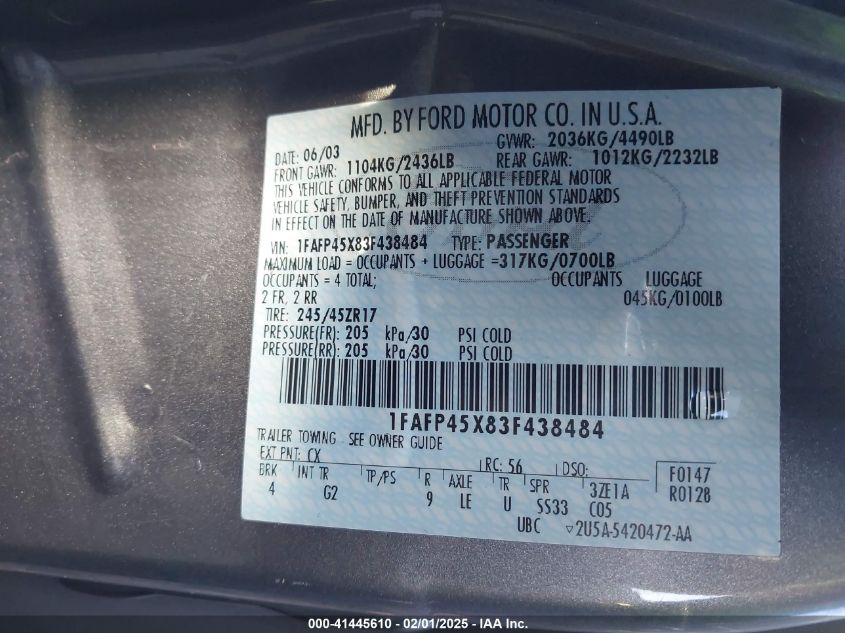 MFD. BY FORD MOTOR CO. IN U.S.A.
DATE: 06/03 GVWR: 2036KG/4490LB
FRONT GAWR: 1104KG/2436LB REAR GAWR: 1012KG/2232LB
THIS VEHICLE CONFORMS TO ALL APPLICABLE FEDERAL MOTOR
VEHICLE SAFETY, BUMPER, AND THEFT PREVENTION STANDARDS
IN EFFECT ON THE DATE OF MANUFACTURE SHOWN ABOVE.
VIN: 1FAFP45X83F438484 TYPE: PASSENGER
MAXIMUM LOAD = OCCUPANTS + LUGGAGE =317KG/0700LB
OCCUPANTS = 4 TOTAL; OCCUPANTS LUGGAGE
2 FR, 2 RR 045KG/0100LB
TIRE: 245/45ZR17
PRESSURE(FR): 205 kPa/30 PSI COLD
PRESSURE(RR): 205 kPa/30 PSI COLD
1FAFP45X83F438484
TRAILER TOWING SEE OWNER GUIDE
EXT PNT: CX RC: 56 DSO: F0147
BRK INT TR TP/PS R AXLE TR SPR 3ZE1A R0128
4 G2 9 LE U SS33 C05
UBC ▽2U5A-5420472-AA
000-41445610 - 02/01/2025 - IAA Inc.